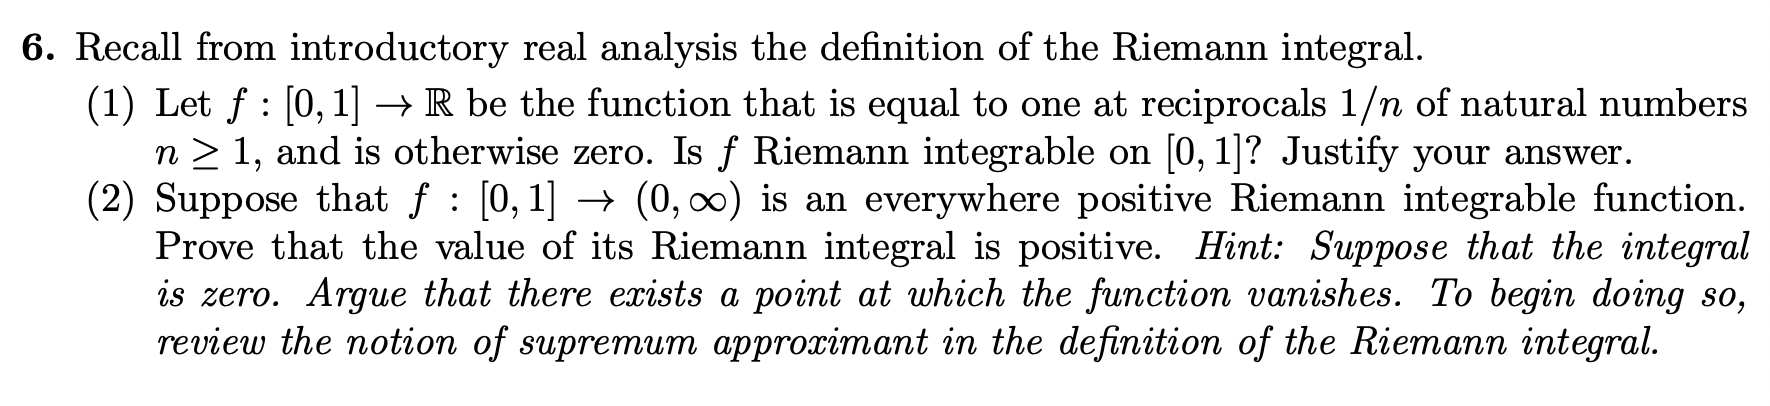 6. Recall from introductory real analysis the definition of the Riemann integral.
(1) Let f : [0, 1] → ℝ be the function that is equal to one at reciprocals 1/n of natural numbers
n ≥ 1, and is otherwise zero. Is f Riemann integrable on [0, 1]? Justify your answer.
(2) Suppose that f : [0, 1] → (0, ∞) is an everywhere positive Riemann integrable function.
Prove that the value of its Riemann integral is positive. Hint: Suppose that the integral
is zero. Argue that there exists a point at which the function vanishes. To begin doing so,
review the notion of supremum approximant in the definition of the Riemann integral.